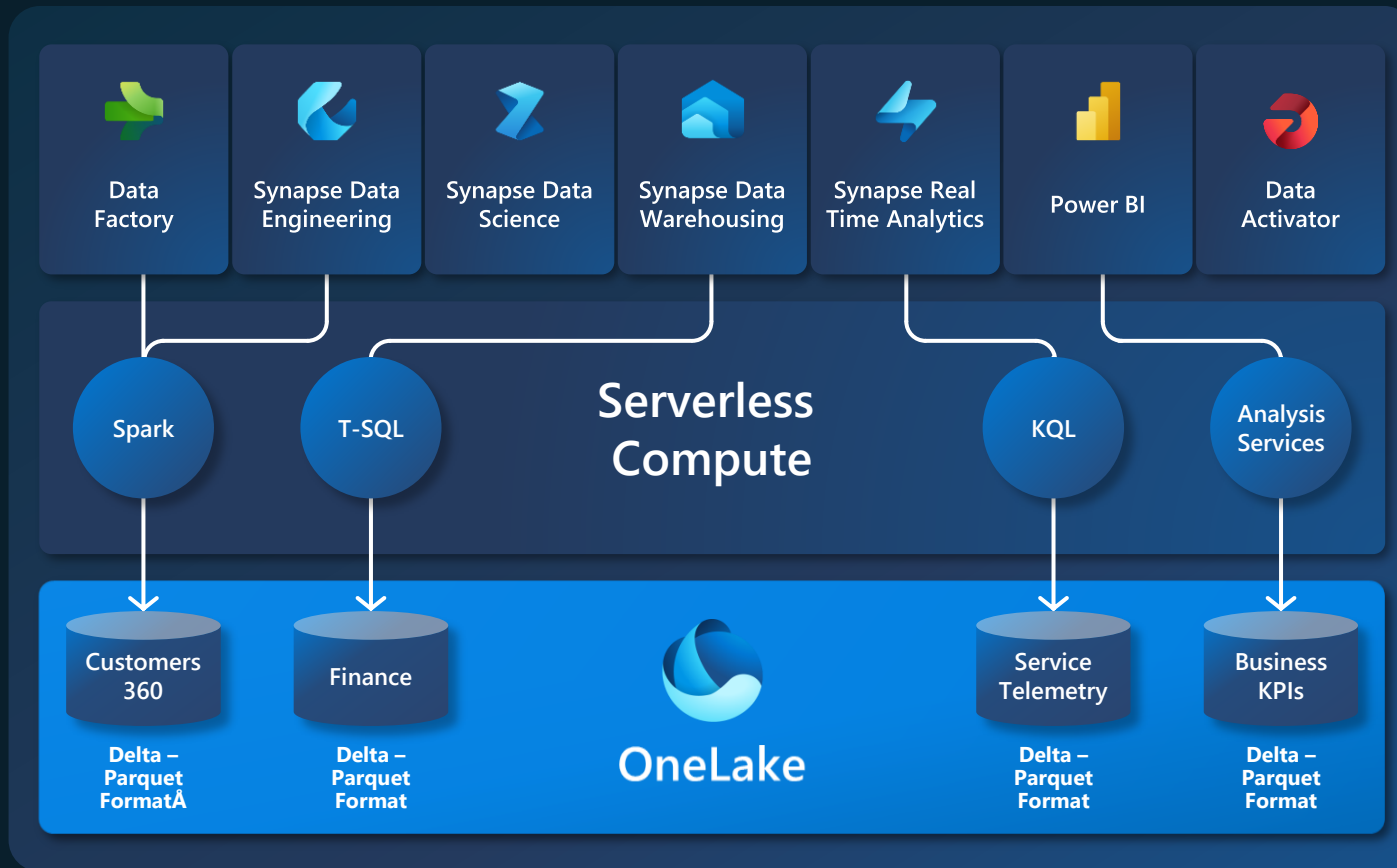 Data
Factory
Synapse Data
Engineering
Synapse Data
Science
Synapse Data
Warehousing
Synapse Real
Time Analytics
Power BI
Data
Activator
Spark
T-SQL
Serverless
Compute
KQL
Analysis
Services
Customers
360
Finance
Service
Telemetry
Business
KPIs
Delta –
Parquet
FormatÅ
Delta –
Parquet
Format
OneLake
Delta –
Parquet
Format
Delta –
Parquet
Format